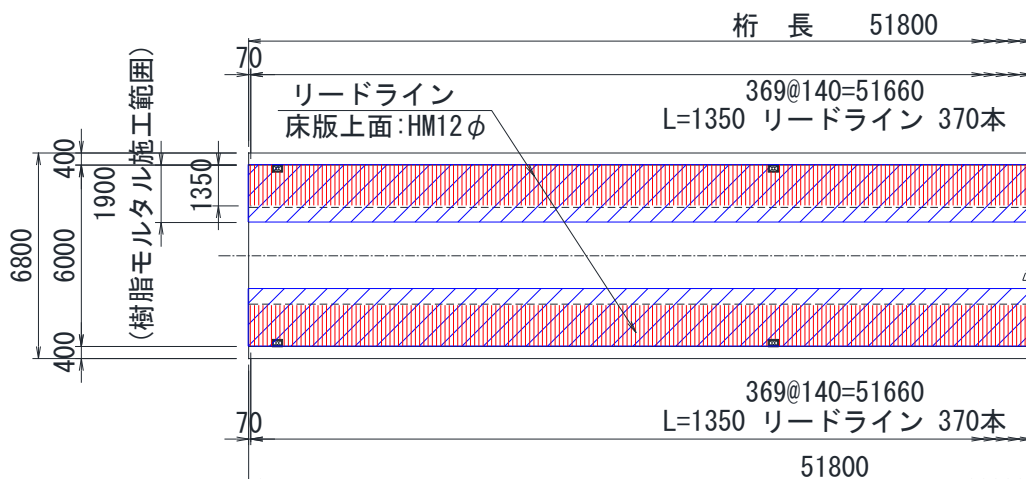 桁 長 51800
70
369@140=51660
L=1350 リードライン 370本
リードライン
床版上面:HM12φ
400
6800
6000
400
1900
(樹脂モルタル施工範囲)
1350
369@140=51660
L=1350 リードライン 370本
70
51800